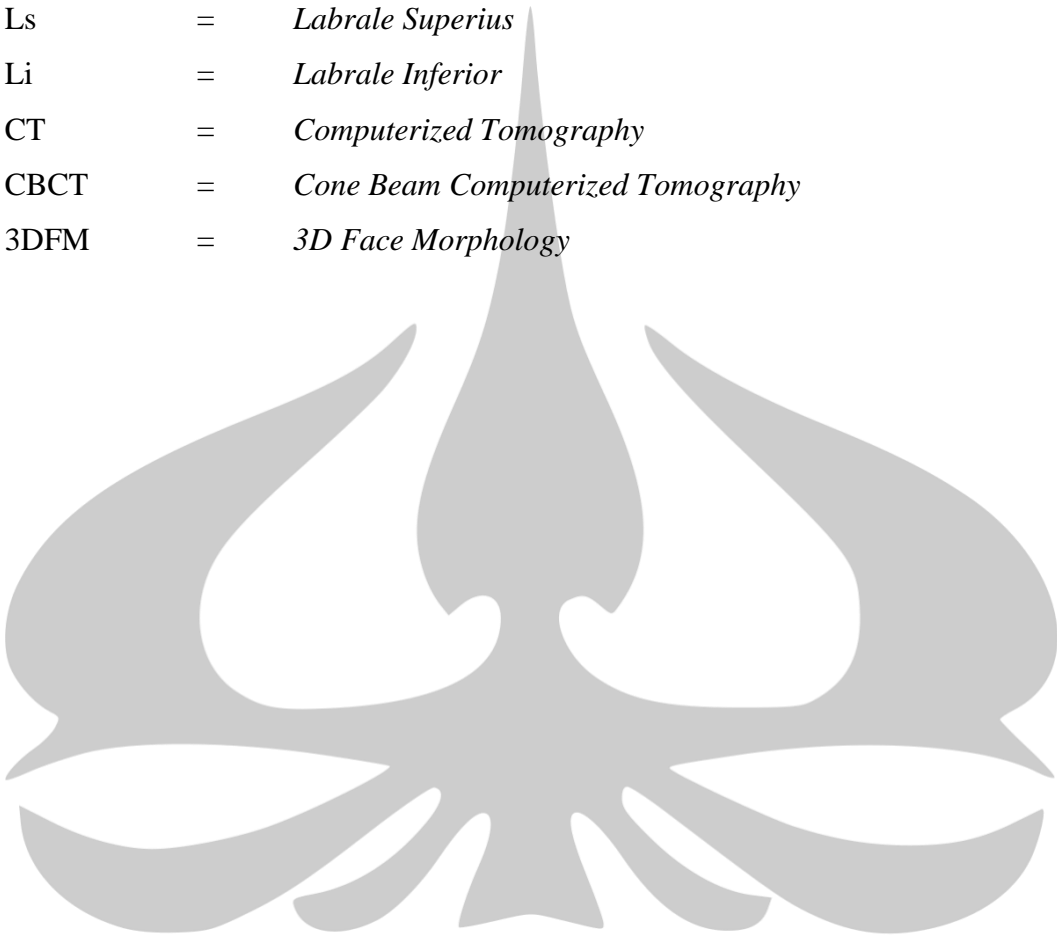 Ls = Labrale Superius
Li = Labrale Inferior
CT = Computerized Tomography
CBCT = Cone Beam Computerized Tomography
3DFM = 3D Face Morphology